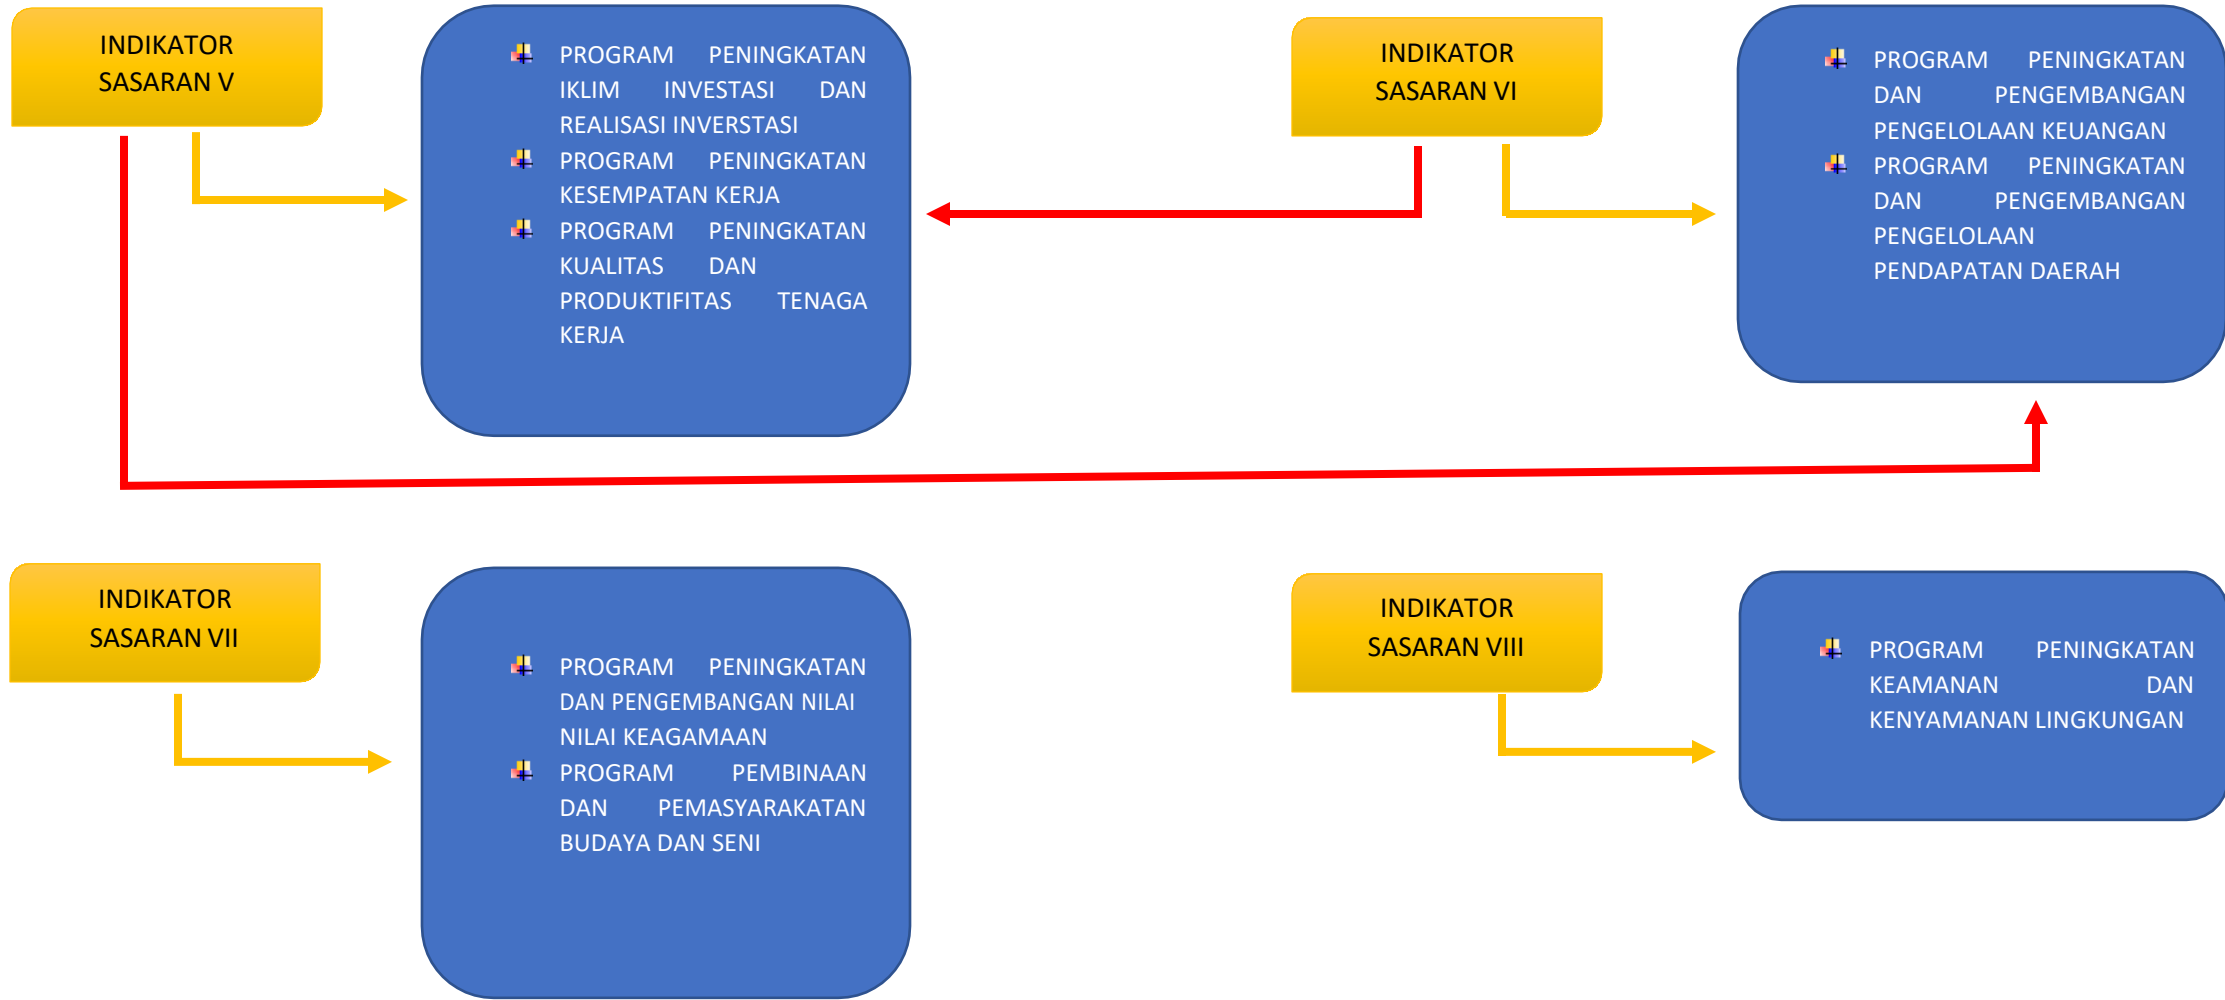 INDIKATOR
SASARAN V
PROGRAM PENINGKATAN
IKLIM INVESTASI DAN
REALISASI INVERSTASI
PROGRAM PENINGKATAN
KESEMPATAN KERJA
PROGRAM PENINGKATAN
KUALITAS DAN
PRODUKTIFITAS TENAGA
KERJA
INDIKATOR
SASARAN VI
PROGRAM PENINGKATAN
DAN PENGEMBANGAN
PENGELOLAAN KEUANGAN
PROGRAM PENINGKATAN
DAN PENGEMBANGAN
PENGELOLAAN
PENDAPATAN DAERAH
INDIKATOR
SASARAN VII
PROGRAM PENINGKATAN
DAN PENGEMBANGAN NILAI
NILAI KEAGAMAAN
PROGRAM PEMBINAAN
DAN PEMASYARAKATAN
BUDAYA DAN SENI
INDIKATOR
SASARAN VIII
PROGRAM PENINGKATAN
KEAMANAN DAN
KENYAMANAN LINGKUNGAN